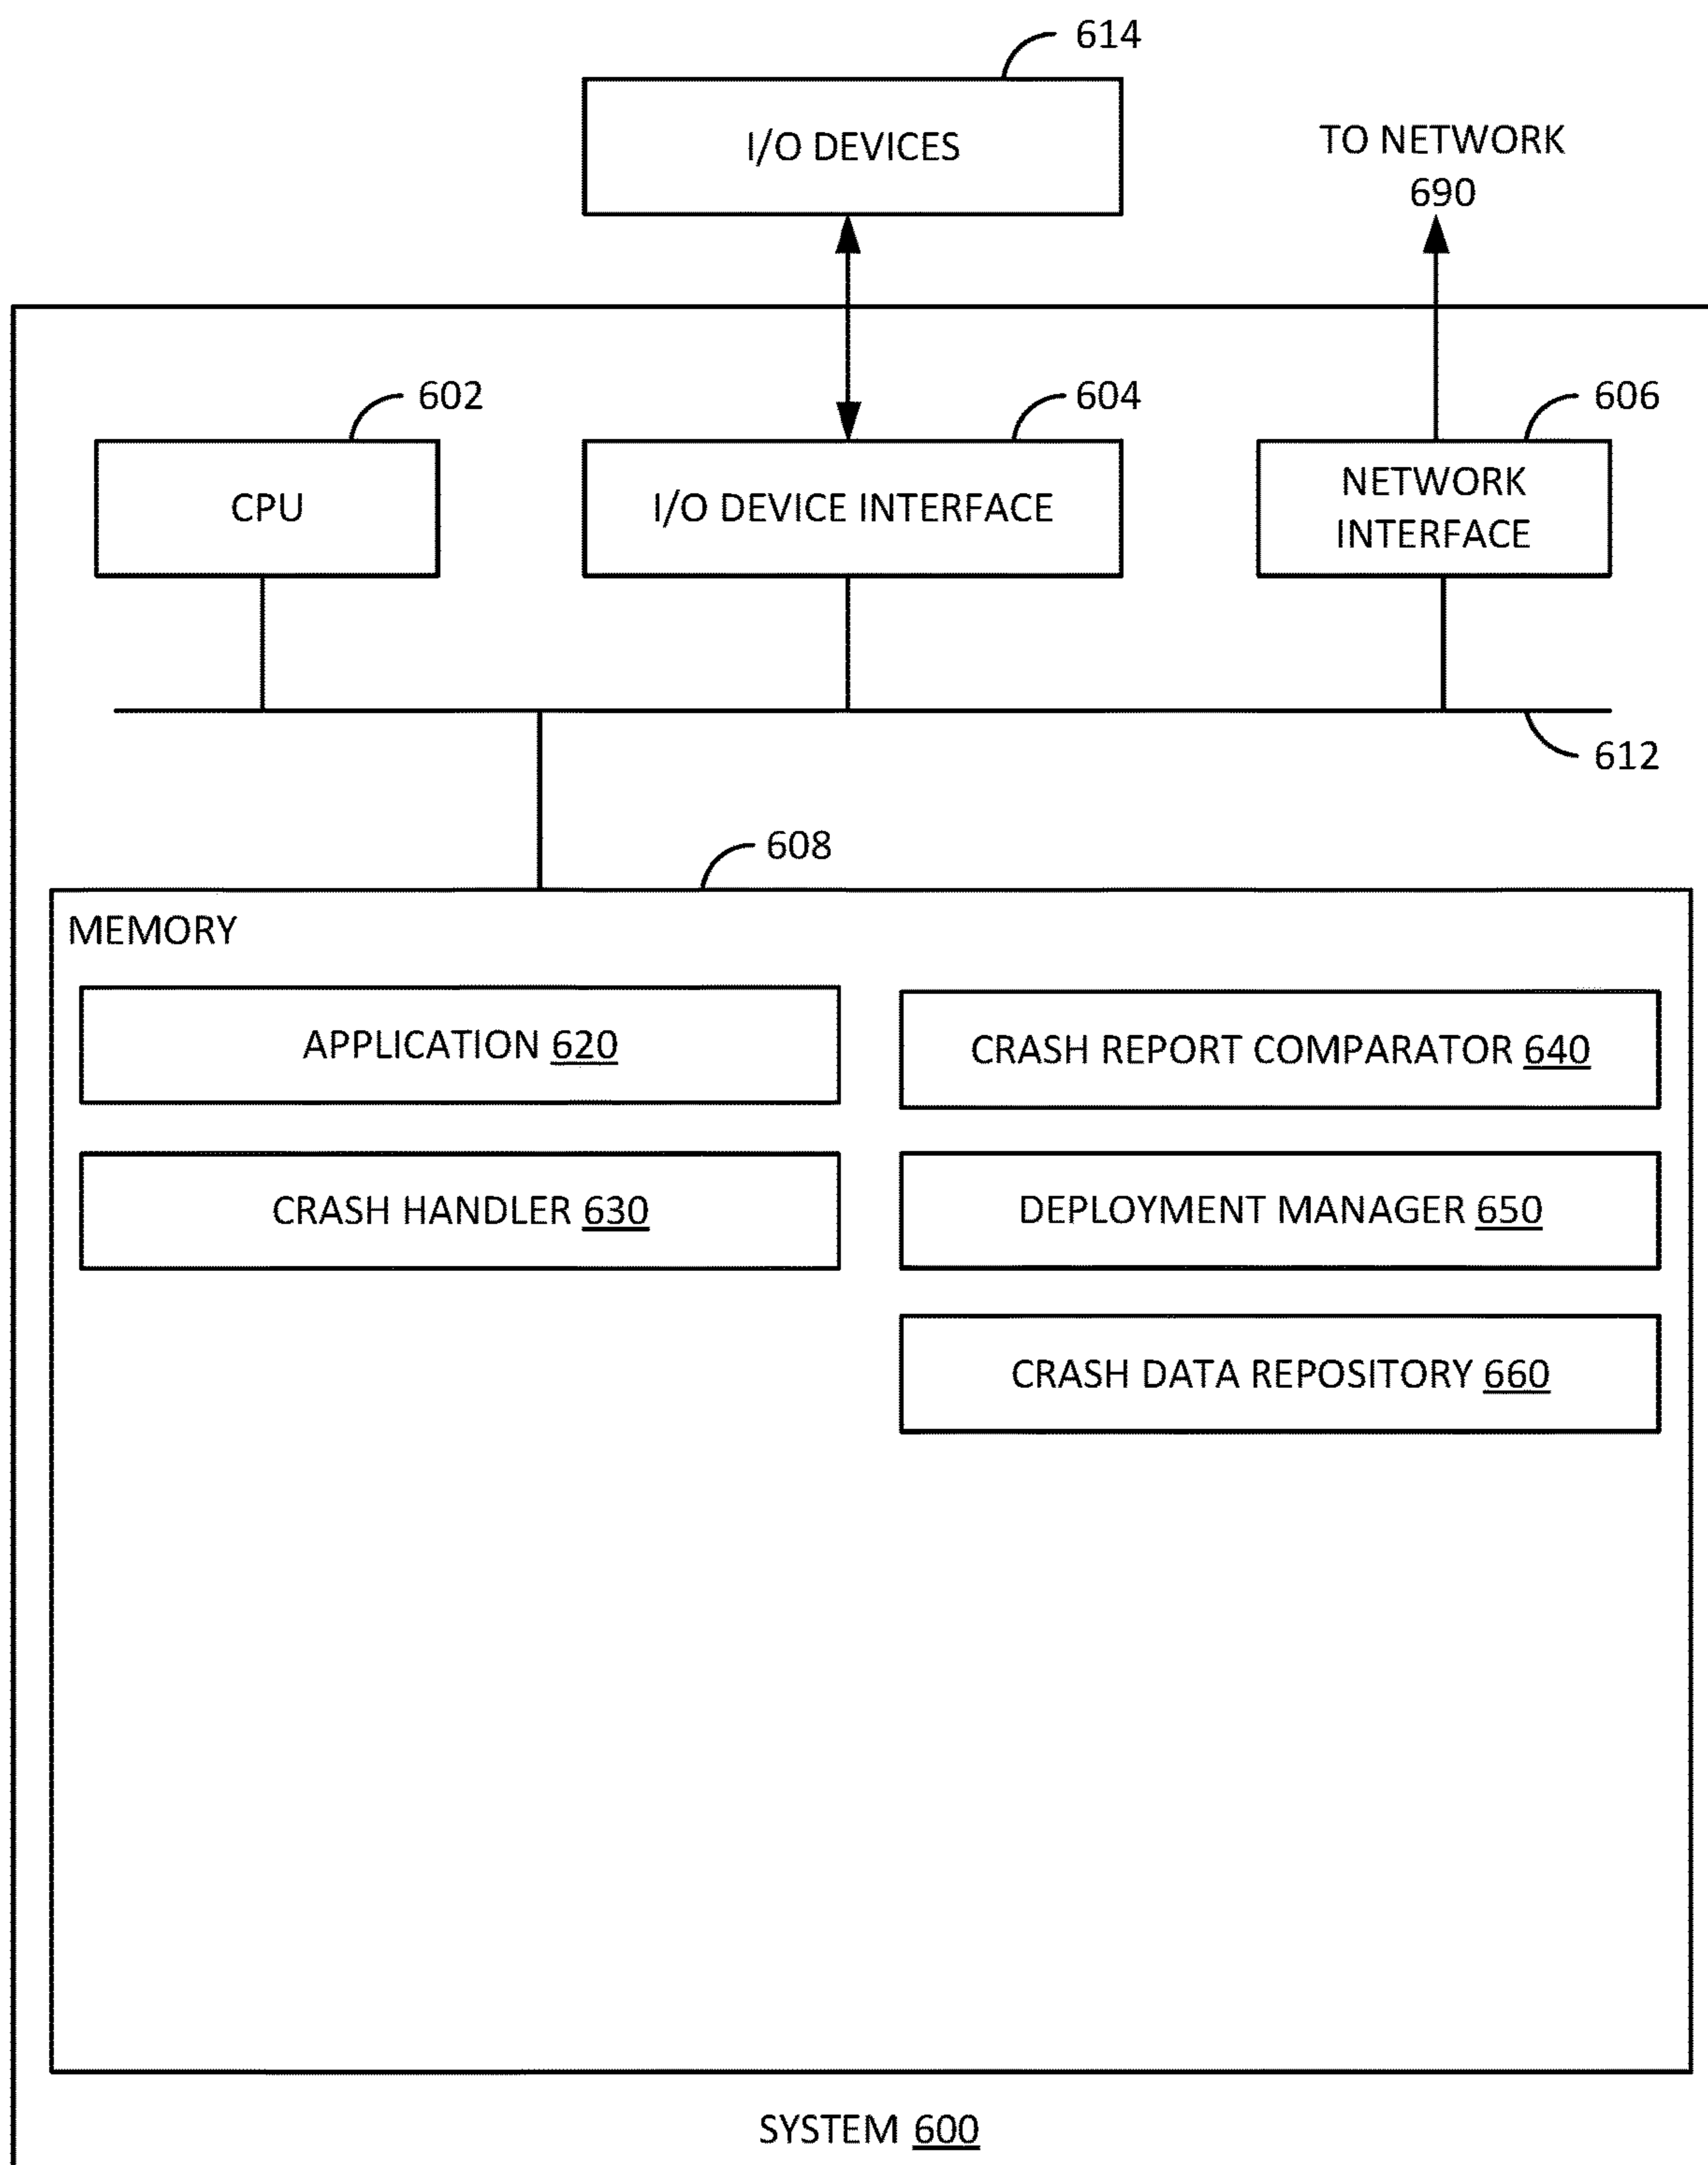 614
I/O DEVICES
TO NETWORK
690
602
604
606
CPU
I/O DEVICE INTERFACE
NETWORK
INTERFACE
612
608
MEMORY
APPLICATION 620
CRASH REPORT COMPARATOR 640
CRASH HANDLER 630
DEPLOYMENT MANAGER 650
CRASH DATA REPOSITORY 660
SYSTEM 600